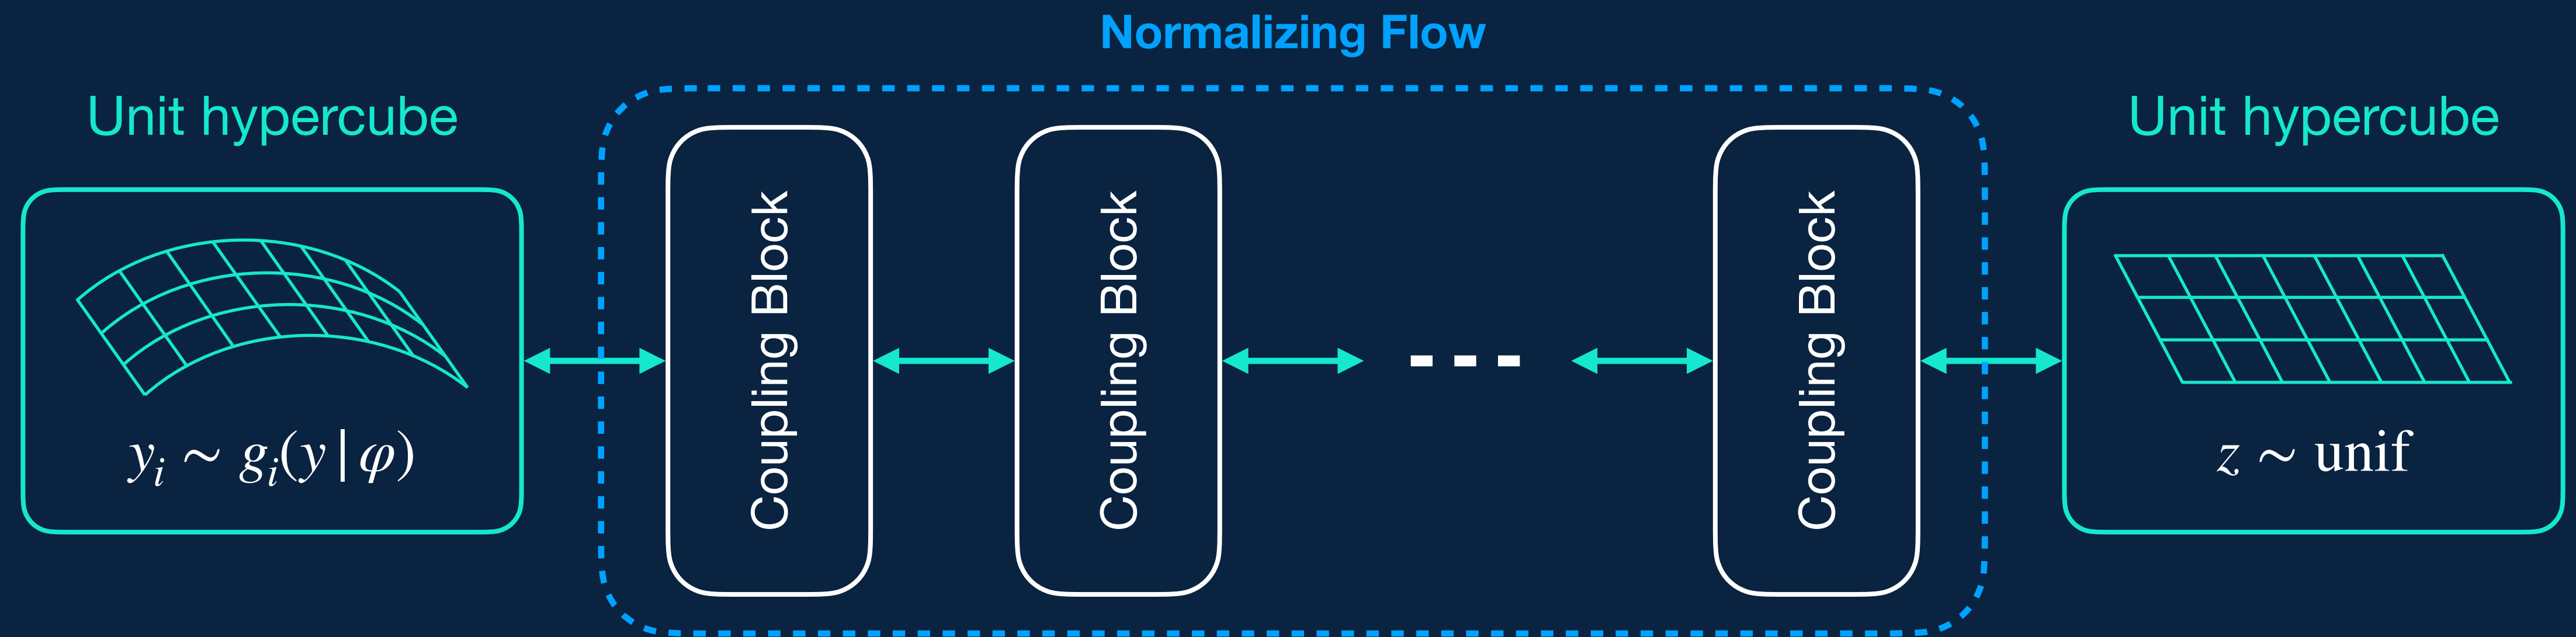 Normalizing Flow
Unit hypercube
Unit hypercube
Coupling Block
Coupling Block
Coupling Block
yᵢ ~ gᵢ(y | φ)
z ~ unif